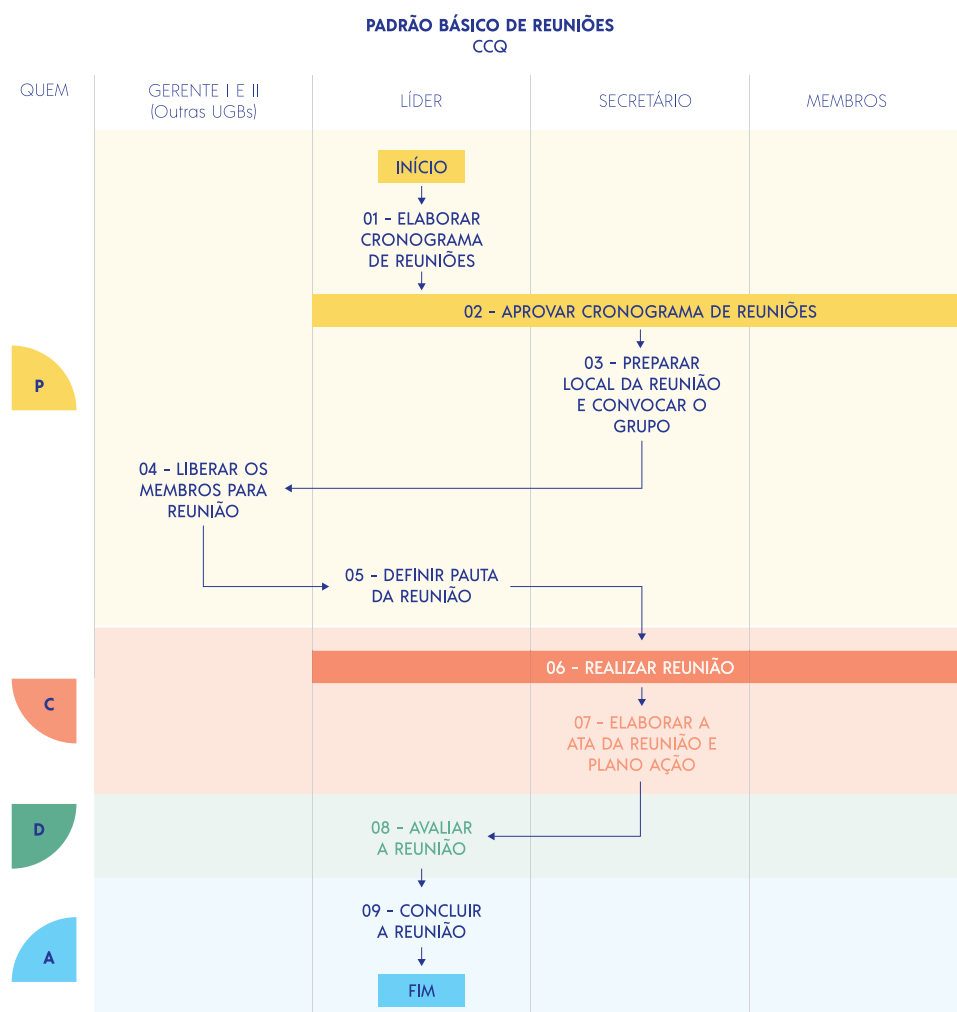 PADRÃO BÁSICO DE REUNIÕES
CCQ
QUEM
GERENTE I E II
(Outras UGBs)
LÍDER
SECRETÁRIO
MEMBROS
INÍCIO
01 - ELABORAR
CRONOGRAMA
DE REUNIÕES
02 - APROVAR CRONOGRAMA DE REUNIÕES
P
03 - PREPARAR
LOCAL DA REUNIÃO
E CONVOCAR O
GRUPO
04 - LIBERAR OS
MEMBROS PARA
REUNIÃO
05 - DEFINIR PAUTA
DA REUNIÃO
06 - REALIZAR REUNIÃO
C
07 - ELABORAR A
ATA DA REUNIÃO E
PLANO AÇÃO
D
08 - AVALIAR
A REUNIÃO
09 - CONCLUIR
A REUNIÃO
A
FIM